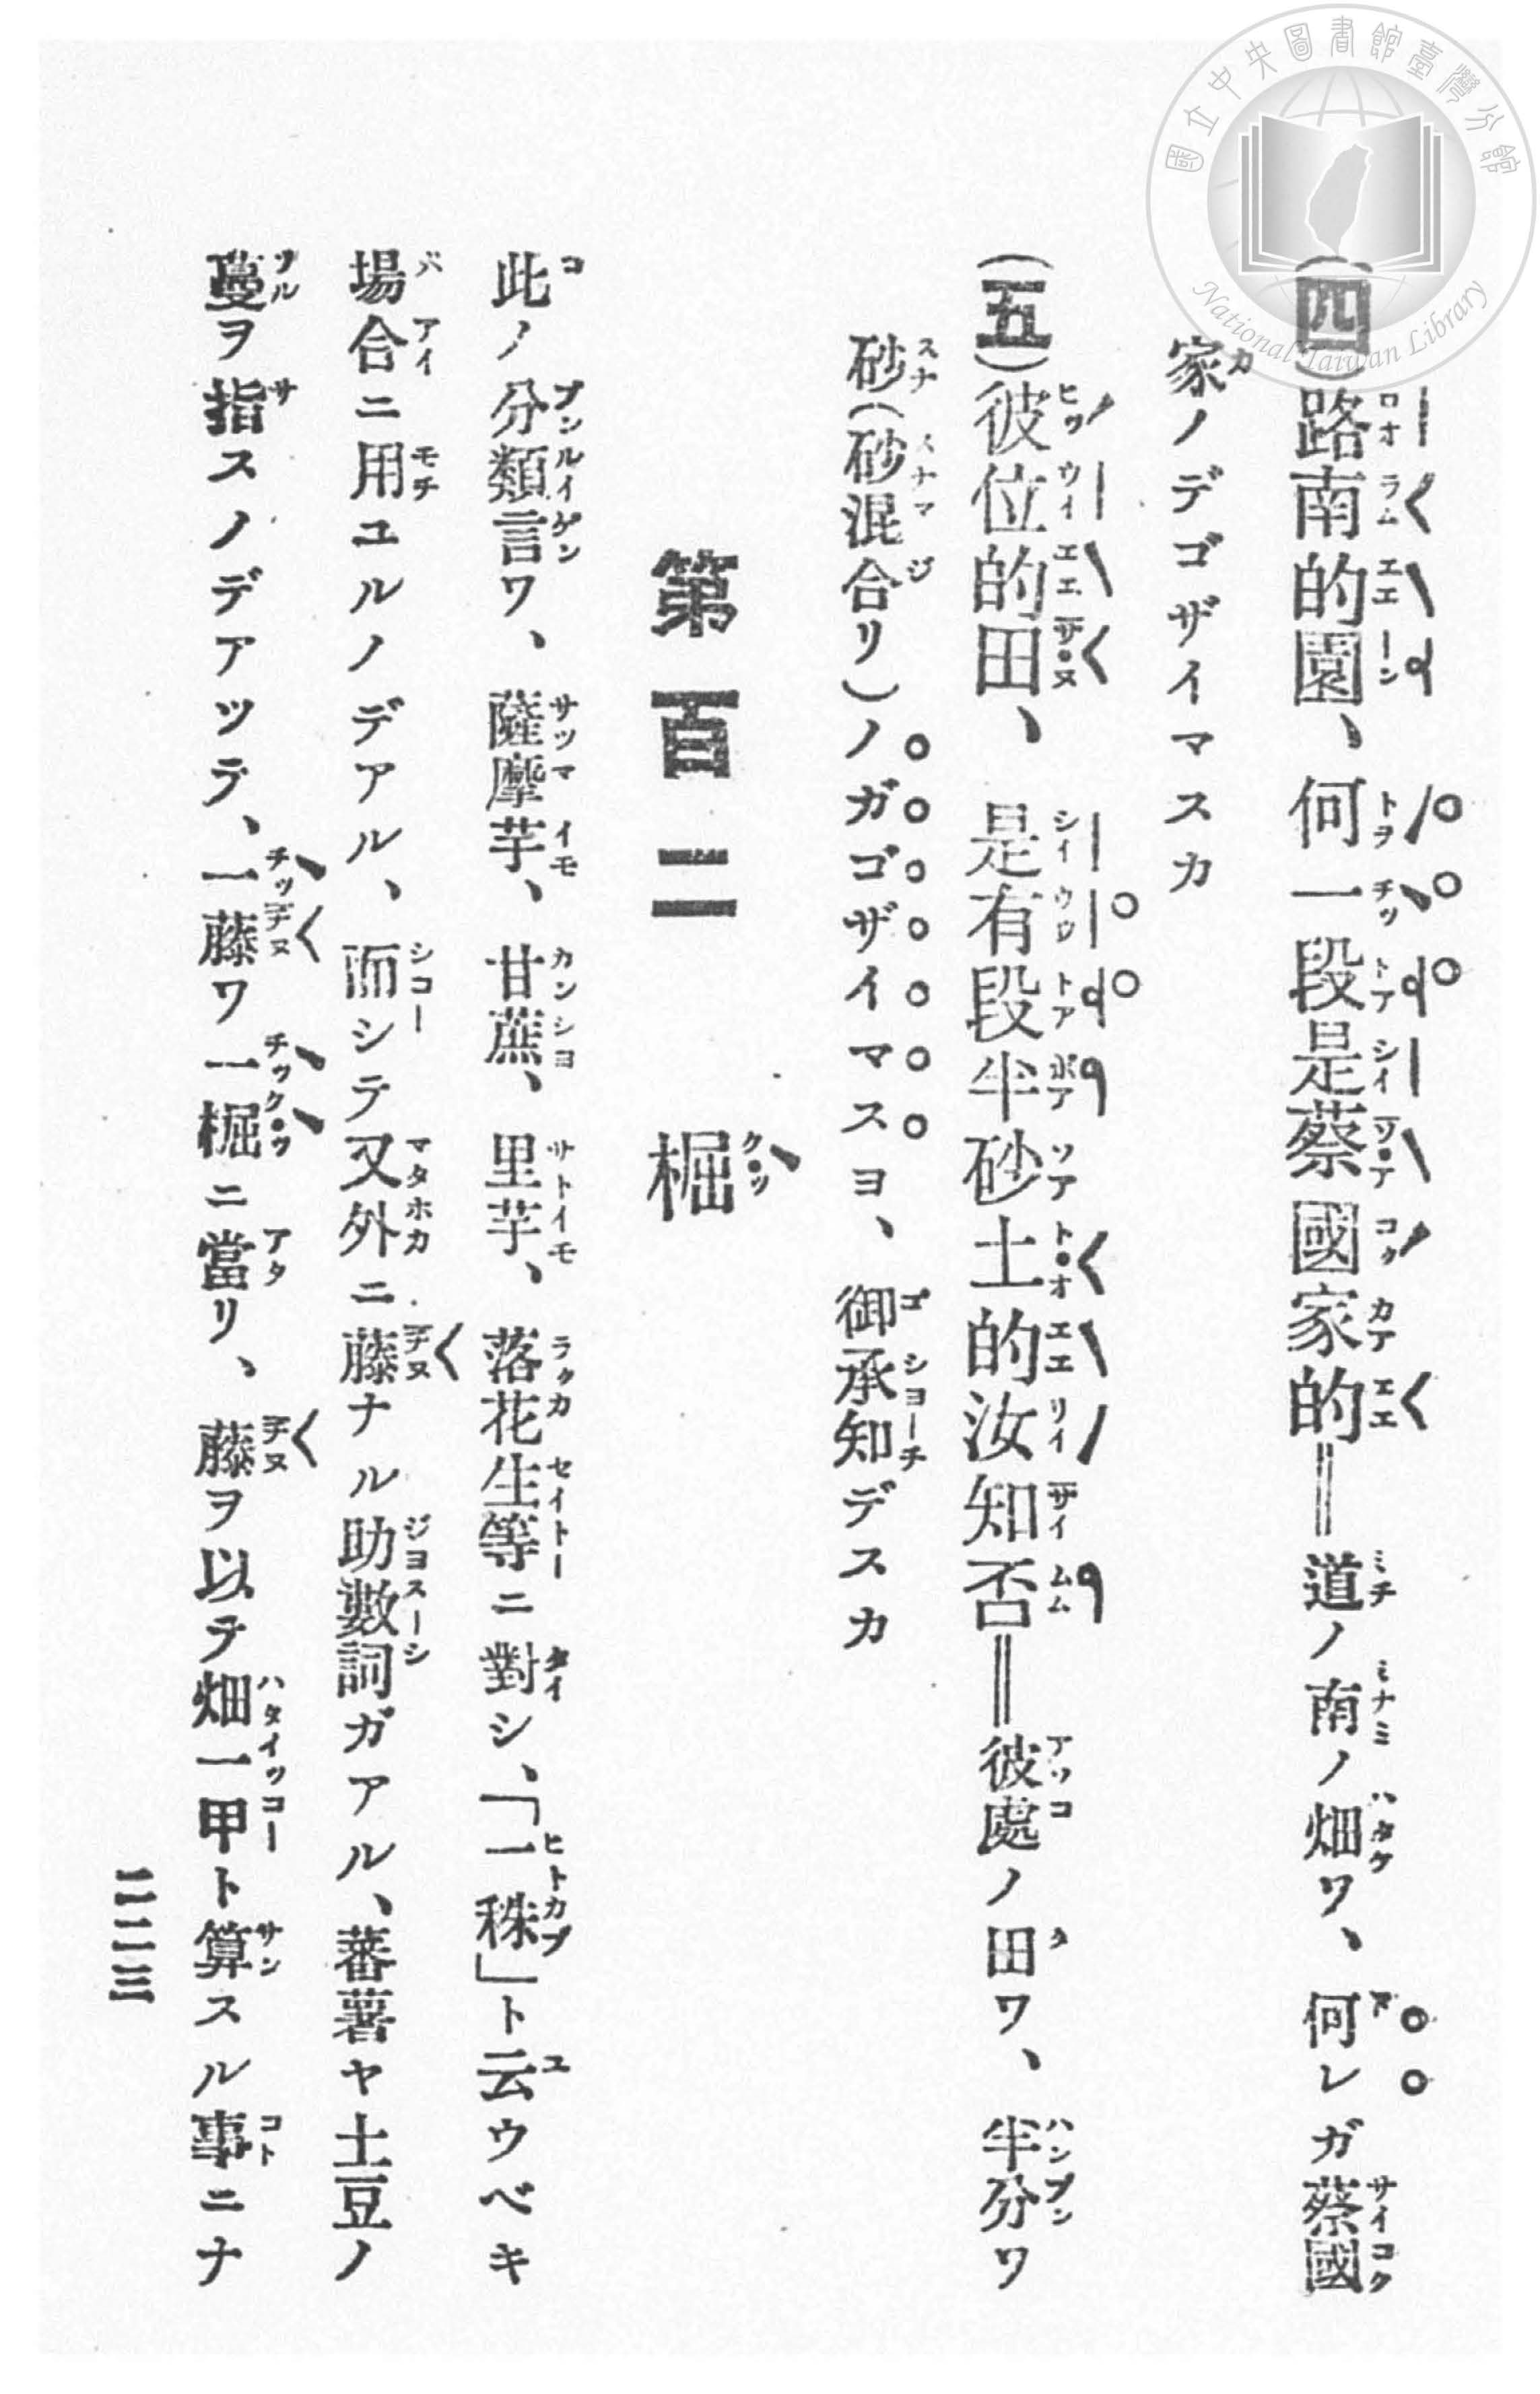 (四)路南的園、何一段是蔡國家的＝道ノ南ノ畑ワ、何レガ蔡國
家ノデゴザイマスカ
(五)彼位的田、是有段半砂土的汝知否＝彼處ノ田ワ、半分ワ
砂(砂混合リ)ノガゴザイマスヨ、御承知デスカ
第百二 椐
此ノ分類言ワ、薩摩芋、甘蔗、里芋、落花生等ニ對シ、「一株」ト云ウベキ
場合ニ用ユルノデアル、而シテ又外ニ藤ナル助數詞ガアル、蕃薯ヤ土豆ノ
蔓ヲ指スノデアツテ、一藤ワ一椐ニ當リ、藤ヲ以テ畑一甲ト算スル事ニナ
二二三
國立中央圖書館臺灣分館
National Taiwan Library